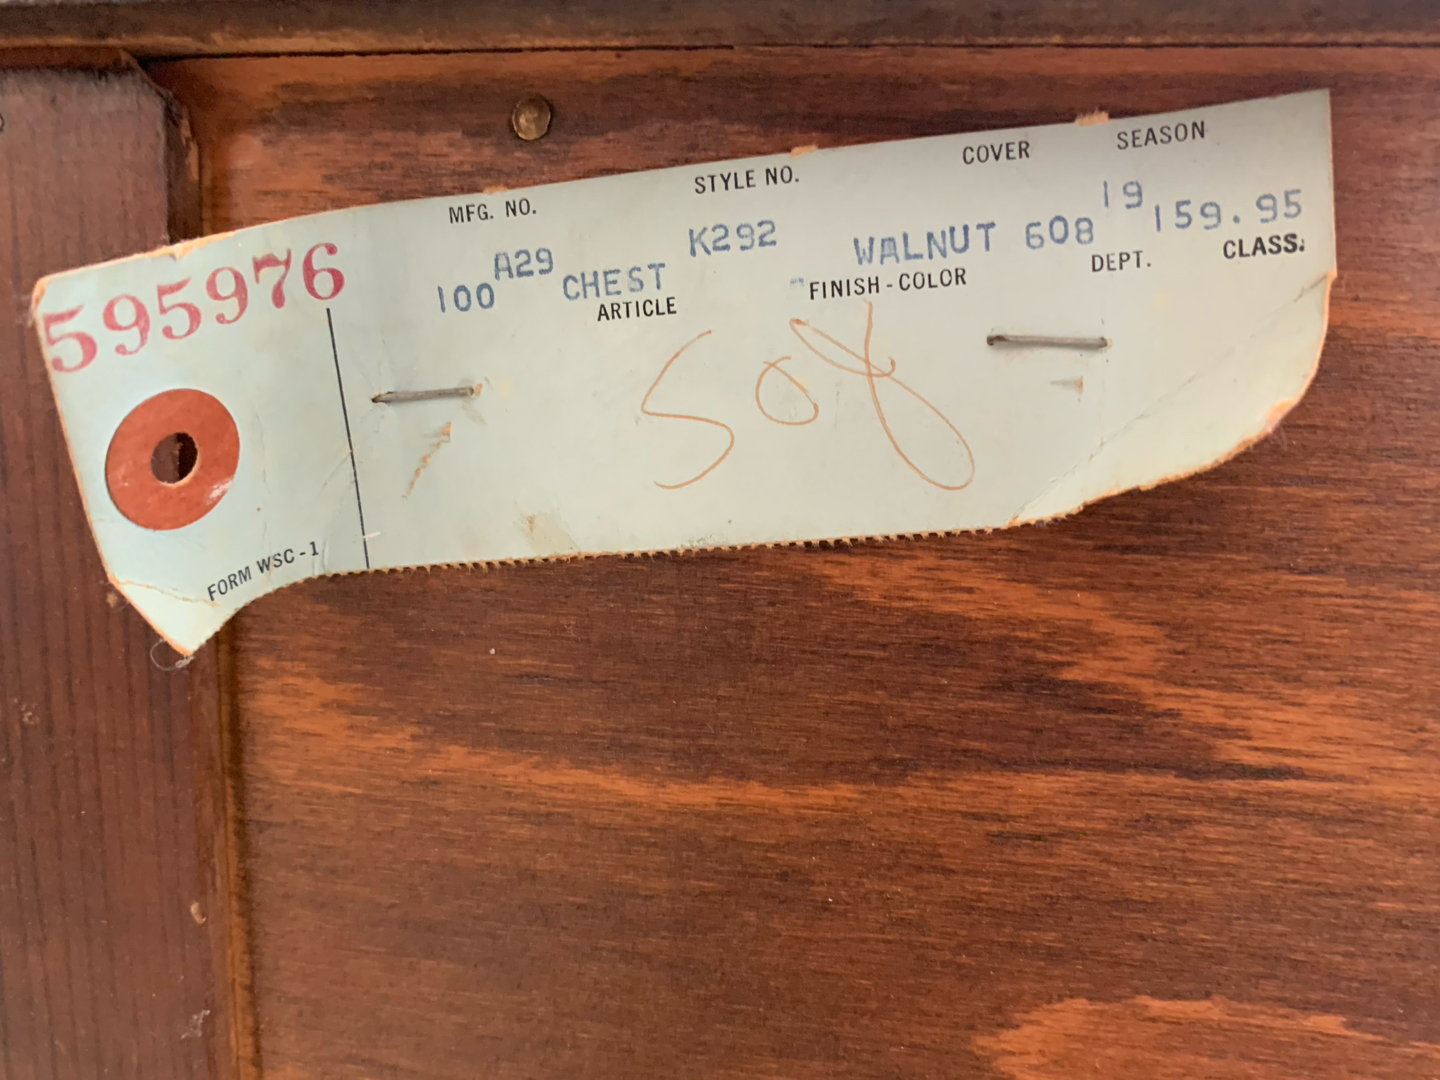 MFG. NO. STYLE NO. COVER SEASON
595976 100 A29 CHEST K292 WALNUT 608 19 159.95
ARTICLE FINISH-COLOR DEPT. CLASS.
508
FORM WSC-1